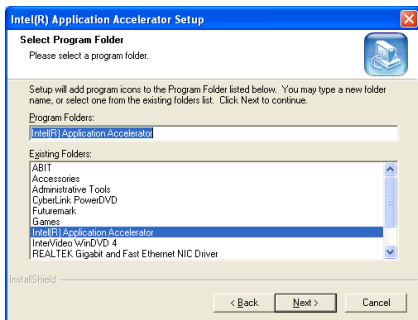 Intel(R) Application Accelerator Setup
Select Program Folder
Please select a program folder.
Setup will add program icons to the Program Folder listed below. You may type a new folder
name, or select one from the existing folders list. Click Next to continue.
Program Folders:
Intel(R) Application Accelerator
Existing Folders:
ABIT
Accessories
Administrative Tools
CyberLink PowerDVD
Futuremark
Games
Intel(R) Application Accelerator
InterVideo WinDVD 4
REALTEK Gigabit and Fast Ethernet NIC Driver
InstallShield
< Back Next > Cancel